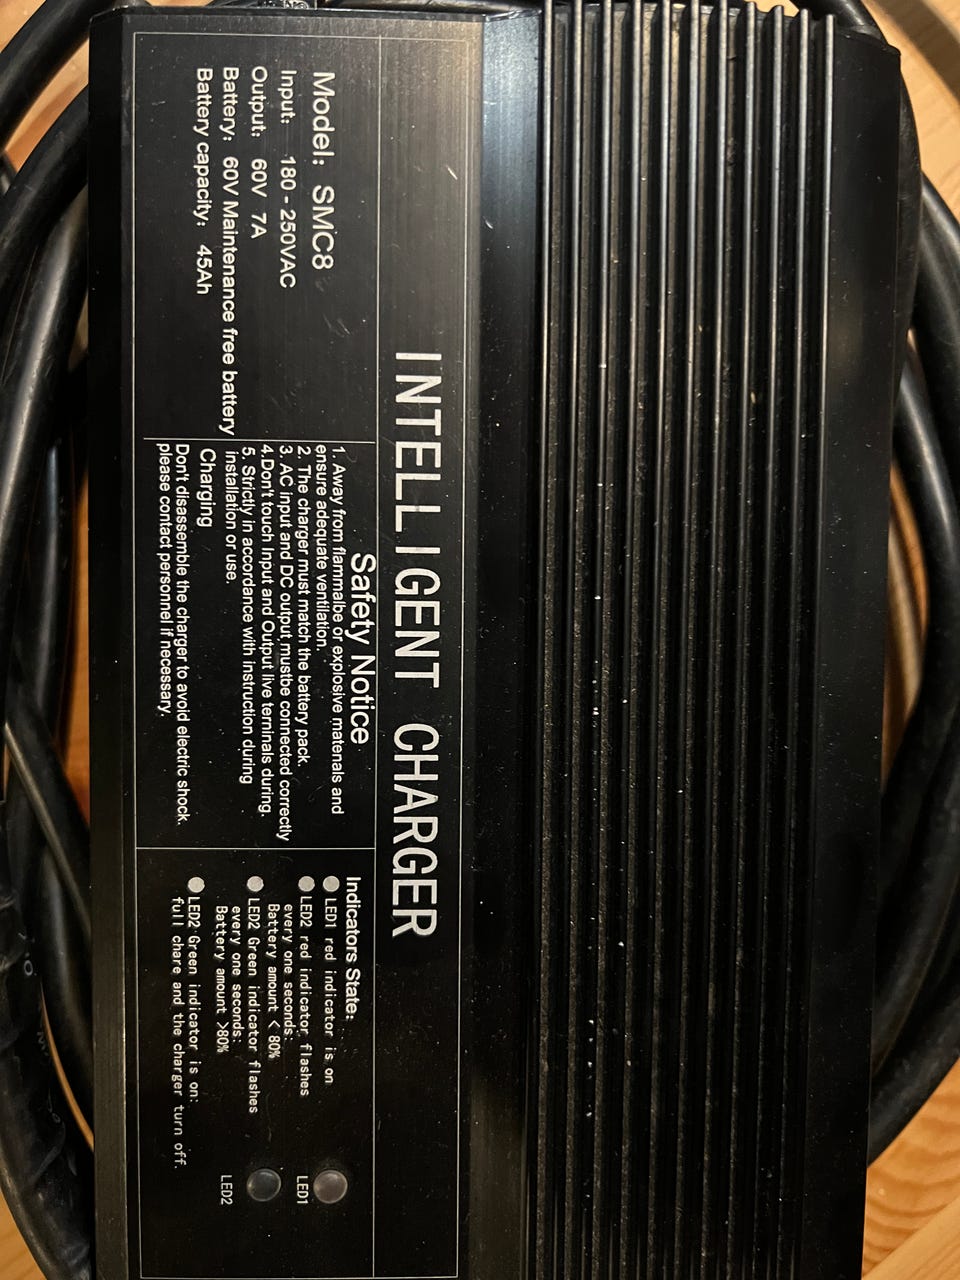 INTELLIGENT CHARGER
Model: SMC8
Input: 180 - 250VAC
Output: 60V 7A
Battery: 60V Maintenance free battery
Battery capacity: 45Ah
Safety Notice
1. Away from flammalbe or explosive materials and
ensure adequate ventilation.
2. The charger must match the battery pack.
3. AC input and DC output mustbe connected correctly
4.Don't touch Input and Output live terninals during.
5. Strictly in accordance with instruction during
installation or use.
Charging
Don't disassemble the charger to avoid electric shock.
please contact personnel if necessary.
Indicators State:
LED1 red indicator is on
LED2 red indicator flashes
every one seconds:
Battery amount < 80%
LED2 Green indicator flashes
every one seconds:
Battery amount >80%
LED2 Green indicator is on:
full chare and the charger turn off.
LED1
LED2